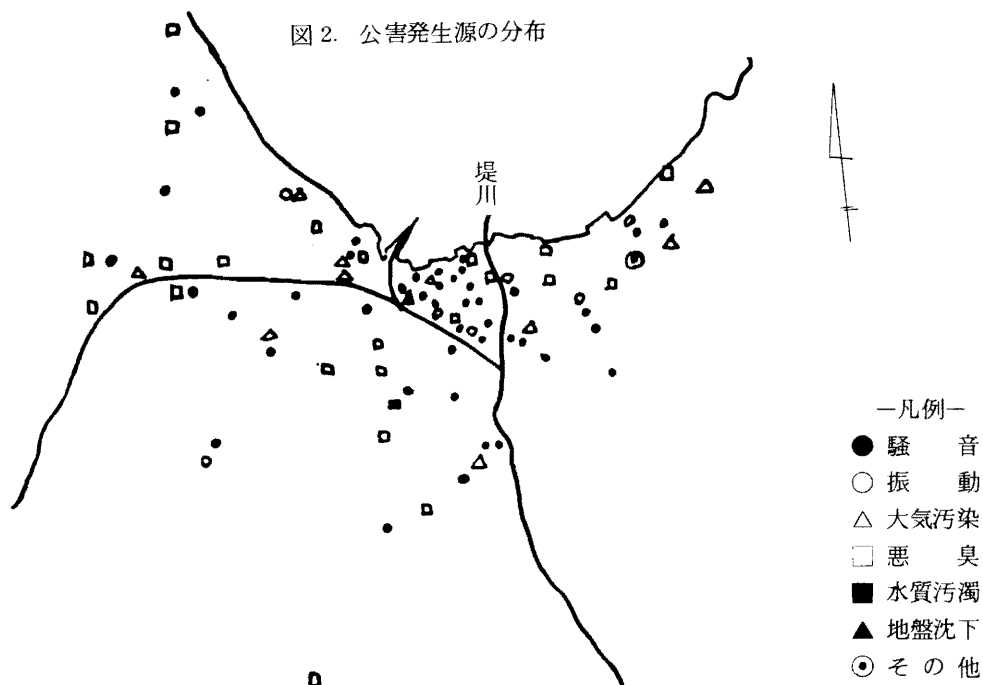 図2. 公害発生源の分布
堤川
—凡例—
騒音
振動
大気汚染
悪臭
水質汚濁
地盤沈下
その他